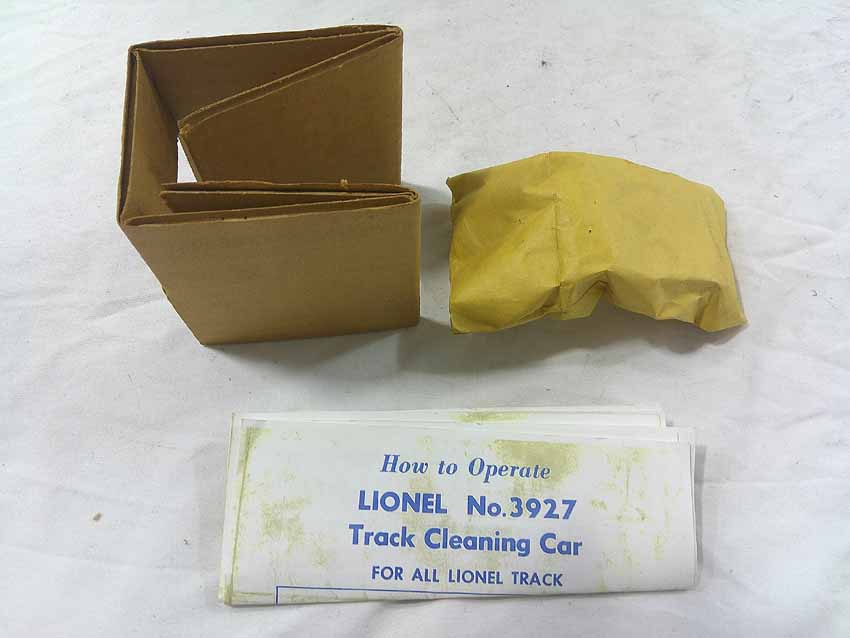 How to Operate
LIONEL No. 3927
Track Cleaning Car
FOR ALL LIONEL TRACK